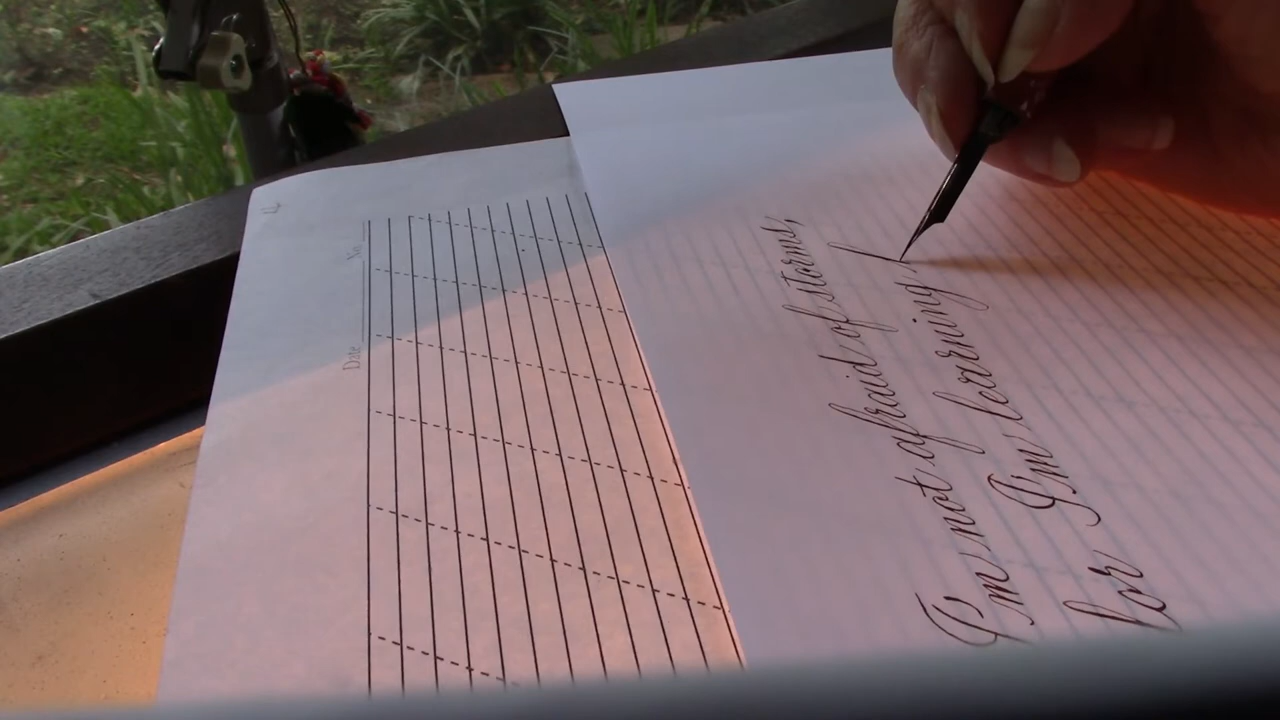 No.
Date
I'm not afraid of storms,
for I'm learning